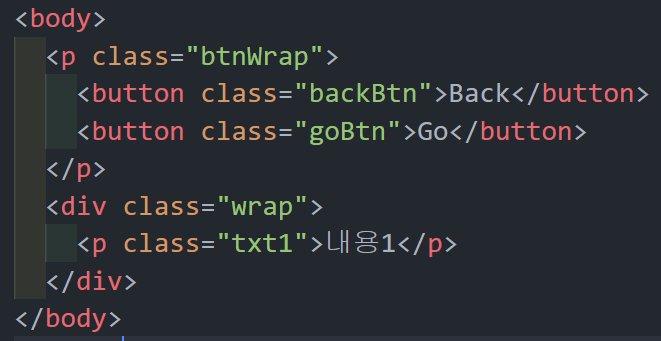 <body>
<p class="btnWrap">
<button class="backBtn">Back</button>
<button class="goBtn">Go</button>
</p>
<div class="wrap">
<p class="txt1">내용1</p>
</div>
</body>